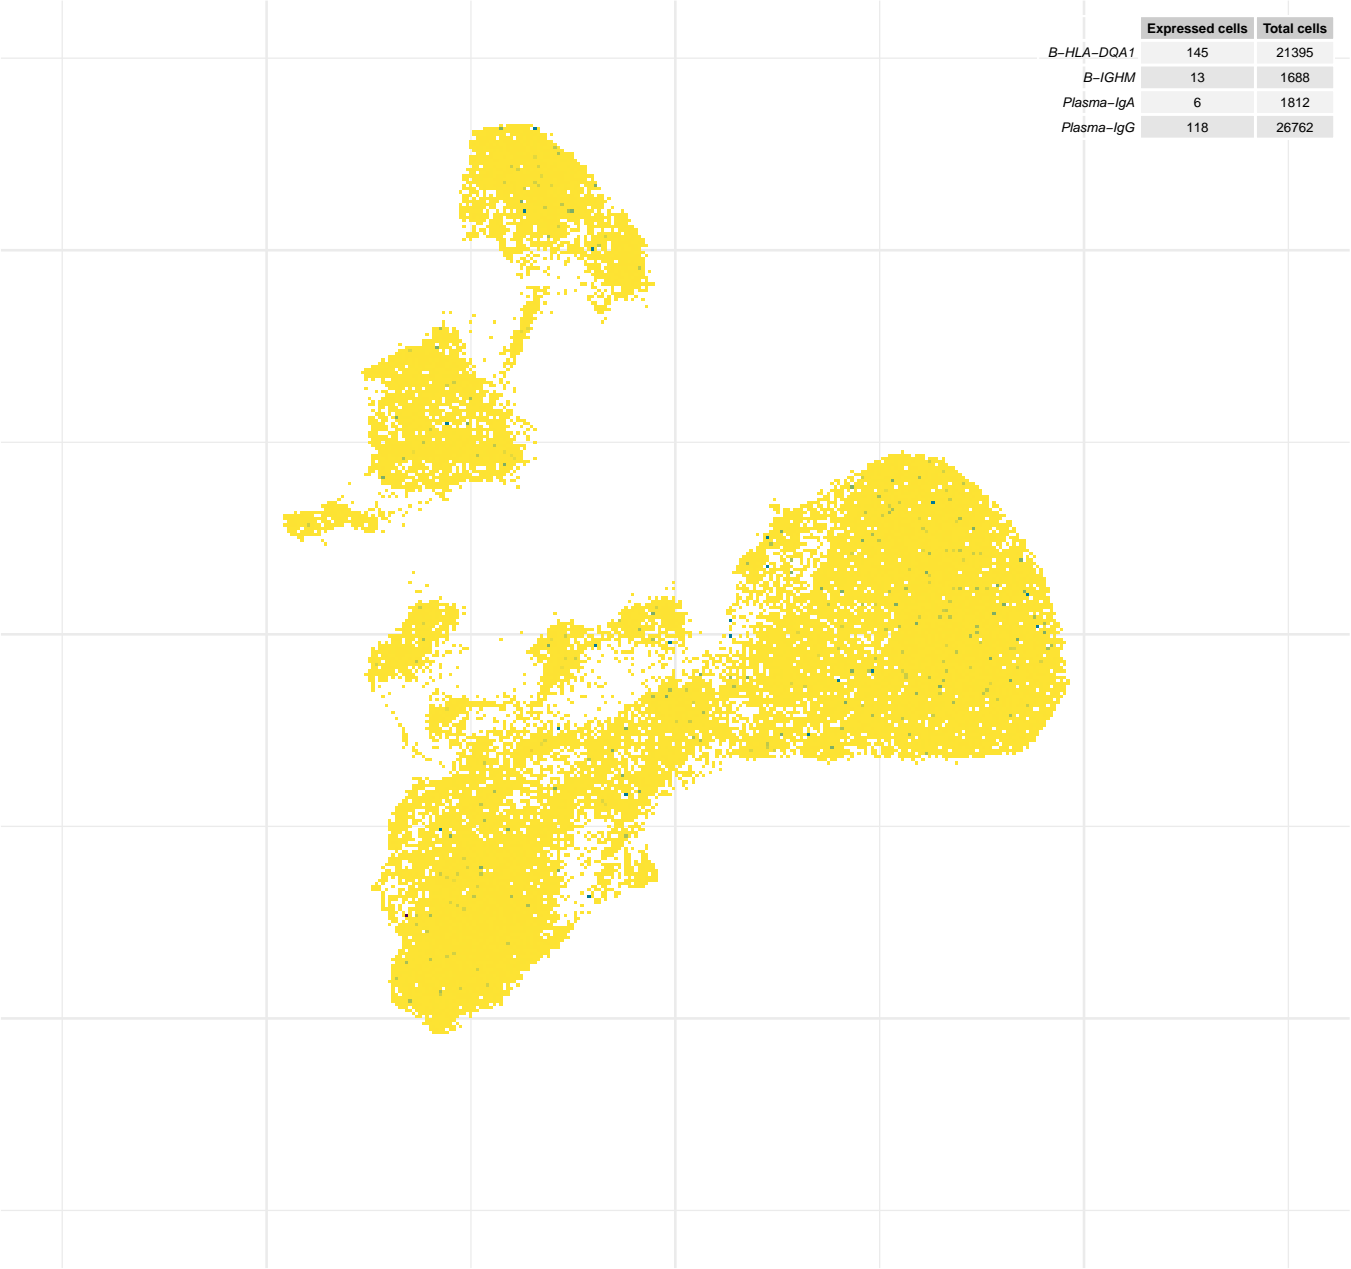 Expressed cells Total cells
B−HLA−DQA1 145 21395
B−IGHM 13 1688
Plasma−IgA 6 1812
Plasma−IgG 118 26762